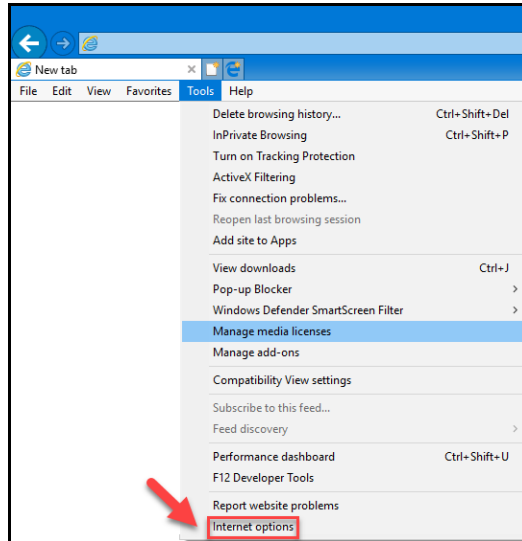 New tab
File Edit View Favorites Tools Help
Delete browsing history... Ctrl+Shift+Del
InPrivate Browsing Ctrl+Shift+P
Turn on Tracking Protection
ActiveX Filtering
Fix connection problems...
Reopen last browsing session
Add site to Apps
View downloads Ctrl+J
Pop-up Blocker
Windows Defender SmartScreen Filter
Manage media licenses
Manage add-ons
Compatibility View settings
Subscribe to this feed...
Feed discovery
Performance dashboard Ctrl+Shift+U
F12 Developer Tools
Report website problems
Internet options